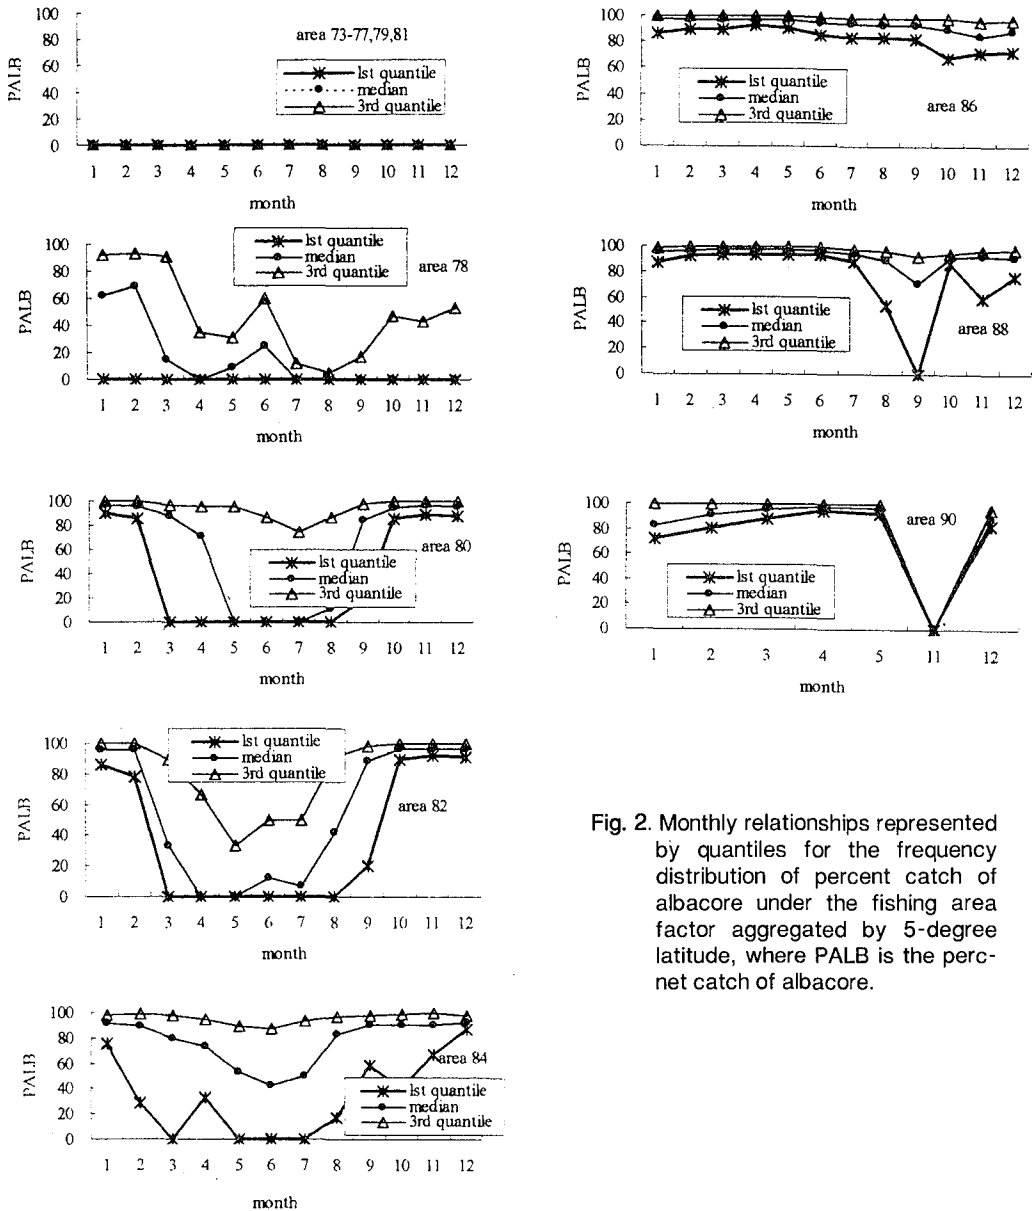 100
80
60
40
20
0
PALB
area 73-77,79,81
1st quantile
median
3rd quantile
1 2 3 4 5 6 7 8 9 10 11 12
month
100
80
60
40
20
0
PALB
1st quantile
median
3rd quantile
area 78
1 2 3 4 5 6 7 8 9 10 11 12
month
100
80
60
40
20
0
PALB
area 80
1st quantile
median
3rd quantile
1 2 3 4 5 6 7 8 9 10 11 12
month
100
80
60
40
20
0
PALB
1st quantile
median
3rd quantile
area 82
1 2 3 4 5 6 7 8 9 10 11 12
month
100
80
60
40
20
0
PALB
area 84
1st quantile
median
3rd quantile
1 2 3 4 5 6 7 8 9 10 11 12
month
100
80
60
40
20
0
PALB
1st quantile
median
3rd quantile
area 86
1 2 3 4 5 6 7 8 9 10 11 12
month
100
80
60
40
20
0
PALB
1st quantile
median
3rd quantile
area 88
1 2 3 4 5 6 7 8 9 10 11 12
month
100
80
60
40
20
0
PALB
area 90
1st quantile
median
3rd quantile
1 2 3 4 5 11 12
month
Fig. 2. Monthly relationships represented
by quantiles for the frequency
distribution of percent catch of
albacore under the fishing area
factor aggregated by 5-degree
latitude, where PALB is the perc-
net catch of albacore.